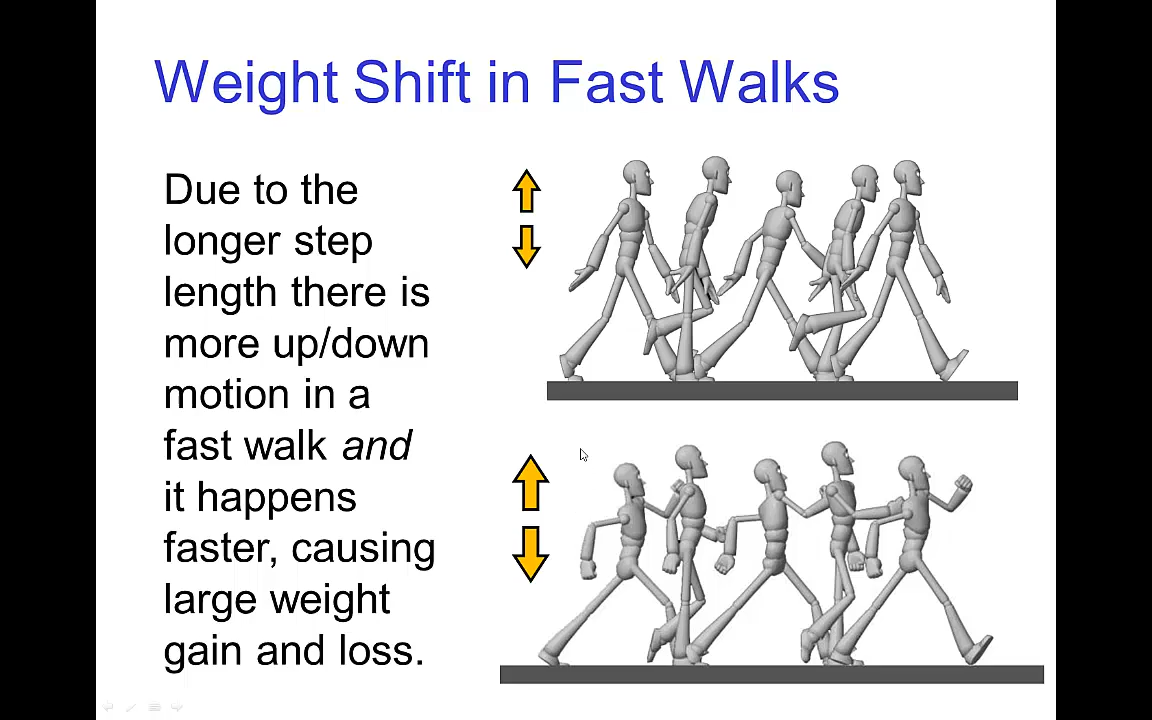 Weight Shift in Fast Walks
Due to the
longer step
length there is
more up/down
motion in a
fast walk and
it happens
faster, causing
large weight
gain and loss.